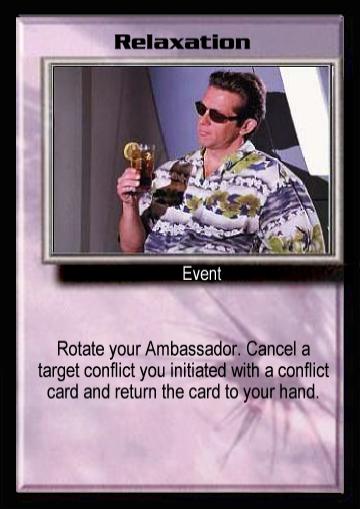 Relaxation
Event
Rotate your Ambassador. Cancel a
target conflict you initiated with a conflict
card and return the card to your hand.